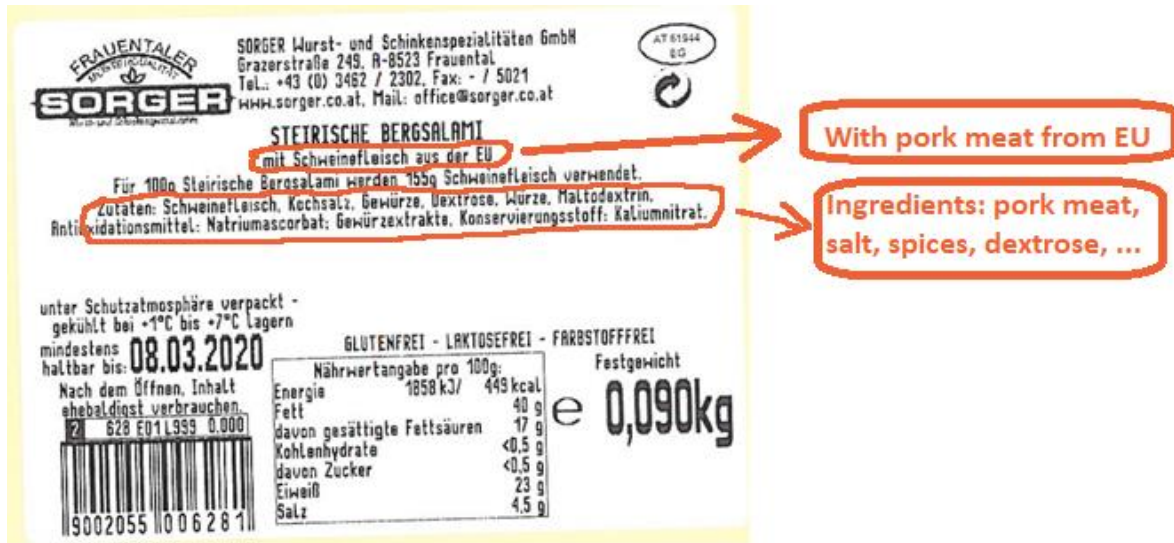 FRAUENTALER
MEISTERQUALITÄT
SORGER
Wurst- und Schinkenspezialitäten
SORGER Wurst- und Schinkenspezialitäten GmbH
Grazerstraße 249, A-8523 Frauental
Tel.: +43 (0) 3462 / 2302, Fax: - / 5021
www.sorger.co.at, Mail: office@sorger.co.at
AT 61944
EG
STEIRISCHE BERGSALAMI
mit Schweinefleisch aus der EU
Für 100g Steirische Bergsalami werden 155g Schweinefleisch verwendet.
Zutaten: Schweinefleisch, Kochsalz, Gewürze, Dextrose, Würze, Maltodextrin,
Antioxidationsmittel: Natriumascorbat; Gewürzextrakte, Konservierungsstoff: Kaliumnitrat.
With pork meat from EU
Ingredients: pork meat,
salt, spices, dextrose, ...
unter Schutzatmosphäre verpackt -
gekühlt bei +1°C bis +7°C lagern
mindestens
haltbar bis: 08.03.2020
Nach dem Öffnen, Inhalt
ehebaldigst verbrauchen.
2 628 E01L999 0.000
9002055 006281
GLUTENFREI - LAKTOSEFREI - FARBSTOFFFREI
Nährwertangabe pro 100g:
Energie 1858 kJ/ 449 kcal
Fett 40 g
davon gesättigte Fettsäuren 17 g
Kohlenhydrate <0,5 g
davon Zucker <0,5 g
Eiweiß 23 g
Salz 4,5 g
Festgewicht
e 0,090kg